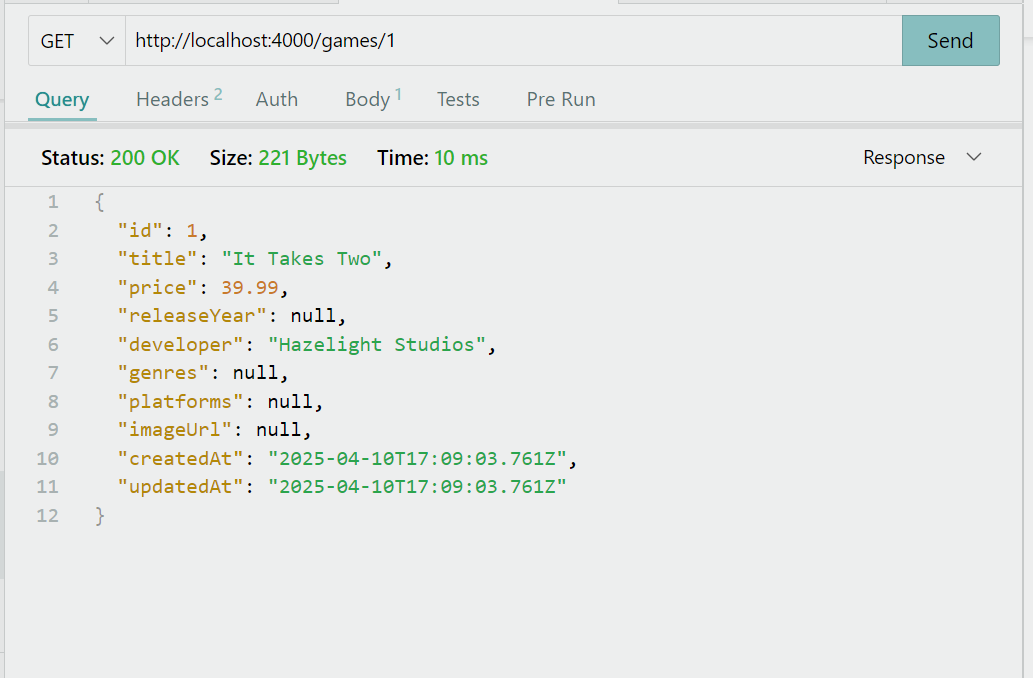 GET http://localhost:4000/games/1 Send
Query Headers 2 Auth Body 1 Tests Pre Run
Status: 200 OK Size: 221 Bytes Time: 10 ms Response
1 {
2 "id": 1,
3 "title": "It Takes Two",
4 "price": 39.99,
5 "releaseYear": null,
6 "developer": "Hazelight Studios",
7 "genres": null,
8 "platforms": null,
9 "imageUrl": null,
10 "createdAt": "2025-04-10T17:09:03.761Z",
11 "updatedAt": "2025-04-10T17:09:03.761Z"
12 }